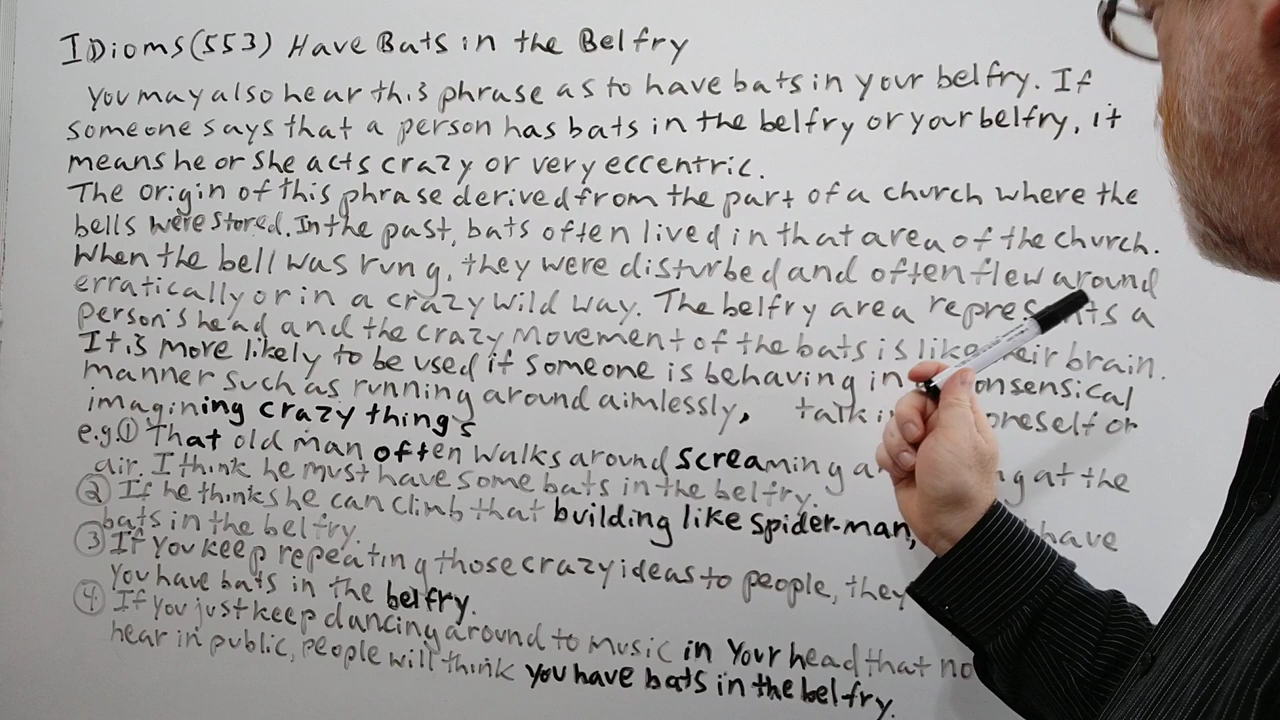 IDioms(553) Have Bats in the Belfry
You may also hear this phrase as to have bats in your belfry. If
someone says that a person has bats in the belfry or your belfry, it
means he or she acts crazy or very eccentric.
The origin of this phrase derived from the part of a church where the
bells were stored. In the past, bats often lived in that area of the church.
When the bell was rung, they were disturbed and often flew around
erratically or in a crazy wild way. The belfry area a
person's head and the crazy movement of the bats is like brain.
It is more likely to be used if someone is behaving in
manner such as running around aimlessly, oneself or
imagining crazy things
e.g. ① That old man often walks around screaming at the
air. I think he must have some bats in the belfry.
② If he thinks he can climb that building like spider-man, have
bats in the belfry.
③ If you keep repeating those crazy ideas to people, they
you have bats in the belfry.
④ If you just keep dancing around to music in your head that
hear in public, people will think you have bats in the belfry.